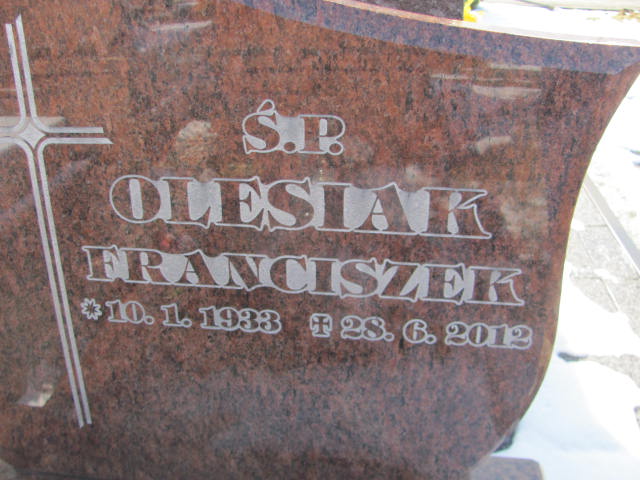 Ś.P.
OLESIAK
FRANCISZEK
* 10. 1. 1933 ✝ 28. 6. 2012